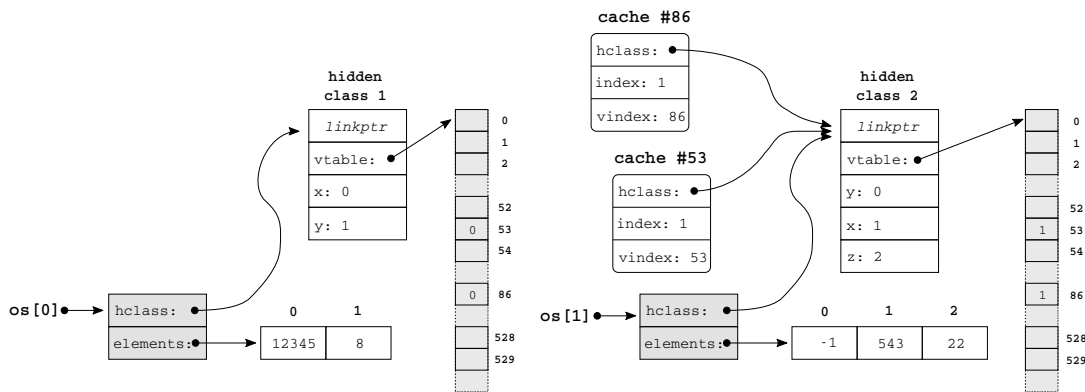 hidden
class 1
linkptr
vtable:
x: 0
y: 1
0
1
2
52
0 53
54
0 86
528
529
os[0]
hclass:
elements:
0 1
12345 8
cache #86
hclass:
index: 1
vindex: 86
cache #53
hclass:
index: 1
vindex: 53
hidden
class 2
linkptr
vtable:
y: 0
x: 1
z: 2
0
1
2
52
1 53
54
1 86
528
529
os[1]
hclass:
elements:
0 1 2
-1 543 22